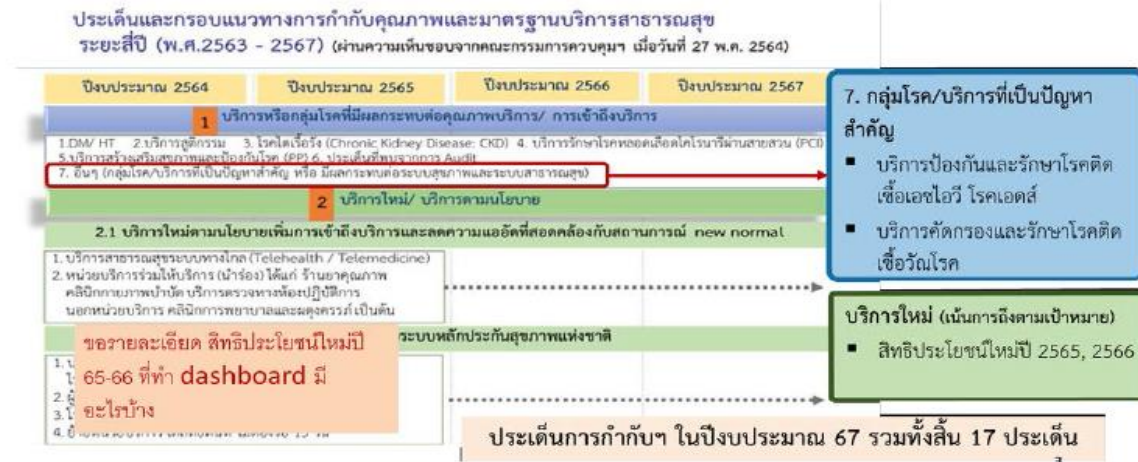 ประเด็นและกรอบแนวทางการกำกับคุณภาพและมาตรฐานบริการสาธารณสุข
ระยะสี่ปี (พ.ศ.2563 - 2567) (ผ่านความเห็นชอบจากคณะกรรมการควบคุมฯ เมื่อวันที่ 27 พ.ค. 2564)
ปีงบประมาณ 2564
ปีงบประมาณ 2565
ปีงบประมาณ 2566
ปีงบประมาณ 2567
1 บริการหรือกลุ่มโรคที่มีผลกระทบต่อคุณภาพบริการ/ การเข้าถึงบริการ
1.DM/ HT 2.บริการสูติกรรม 3. โรคไตเรื้อรัง (Chronic Kidney Disease: CKD) 4. บริการรักษาโรคหลอดเลือดโคโรนารีผ่านสายสวน (PCI)
5.บริการสร้างเสริมสุขภาพและป้องกันโรค (PP) 6. ประเด็นที่พบจากการ Audit
7. อื่นๆ (กลุ่มโรค/บริการที่เป็นปัญหาสำคัญ หรือ มีผลกระทบต่อระบบสุขภาพและระบบสาธารณสุข)
2 บริการใหม่/ บริการตามนโยบาย
2.1 บริการใหม่ตามนโยบายเพิ่มการเข้าถึงบริการและลดความแออัดที่สอดคล้องกับสถานการณ์ new normal
1. บริการสาธารณสุขระบบทางไกล (Telehealth / Telemedicine)
2. หน่วยบริการร่วมให้บริการ (นำร่อง) ได้แก่ ร้านยาคุณภาพ
คลินิกกายภาพบำบัด บริการตรวจทางห้องปฏิบัติการ
นอกหน่วยบริการ คลินิกการพยาบาลและผดุงครรภ์ เป็นต้น
ระบบหลักประกันสุขภาพแห่งชาติ
1.
2.
3.
4.
ขอรายละเอียด สิทธิประโยชน์ใหม่ปี
65-66 ที่ทำ dashboard มี
อะไรบ้าง
7. กลุ่มโรค/บริการที่เป็นปัญหา
สำคัญ
▪ บริการป้องกันและรักษาโรคติด
เชื้อเอชไอวี โรคเอดส์
▪ บริการคัดกรองและรักษาโรคติด
เชื้อวัณโรค
บริการใหม่ (เน้นการถึงตามเป้าหมาย)
▪ สิทธิประโยชน์ใหม่ปี 2565, 2566
ประเด็นการกำกับฯ ในปีงบประมาณ 67 รวมทั้งสิ้น 17 ประเด็น